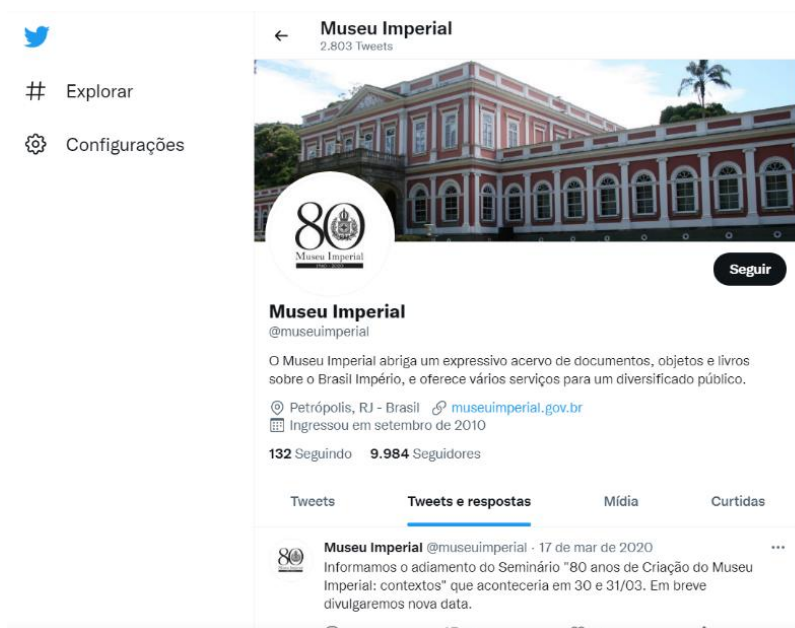 Museu Imperial
2.803 Tweets
Explorar
Configurações
80
Museu Imperial
Seguir
Museu Imperial
@museuimperial
O Museu Imperial abriga um expressivo acervo de documentos, objetos e livros
sobre o Brasil Império, e oferece vários serviços para um diversificado público.
Petrópolis, RJ - Brasil museuimperial.gov.br
Ingressou em setembro de 2010
132 Seguindo 9.984 Seguidores
Tweets Tweets e respostas Mídia Curtidas
80
Museu Imperial @museuimperial · 17 de mar de 2020
Informamos o adiamento do Seminário "80 anos de Criação do Museu
Imperial: contextos" que aconteceria em 30 e 31/03. Em breve
divulgaremos nova data.